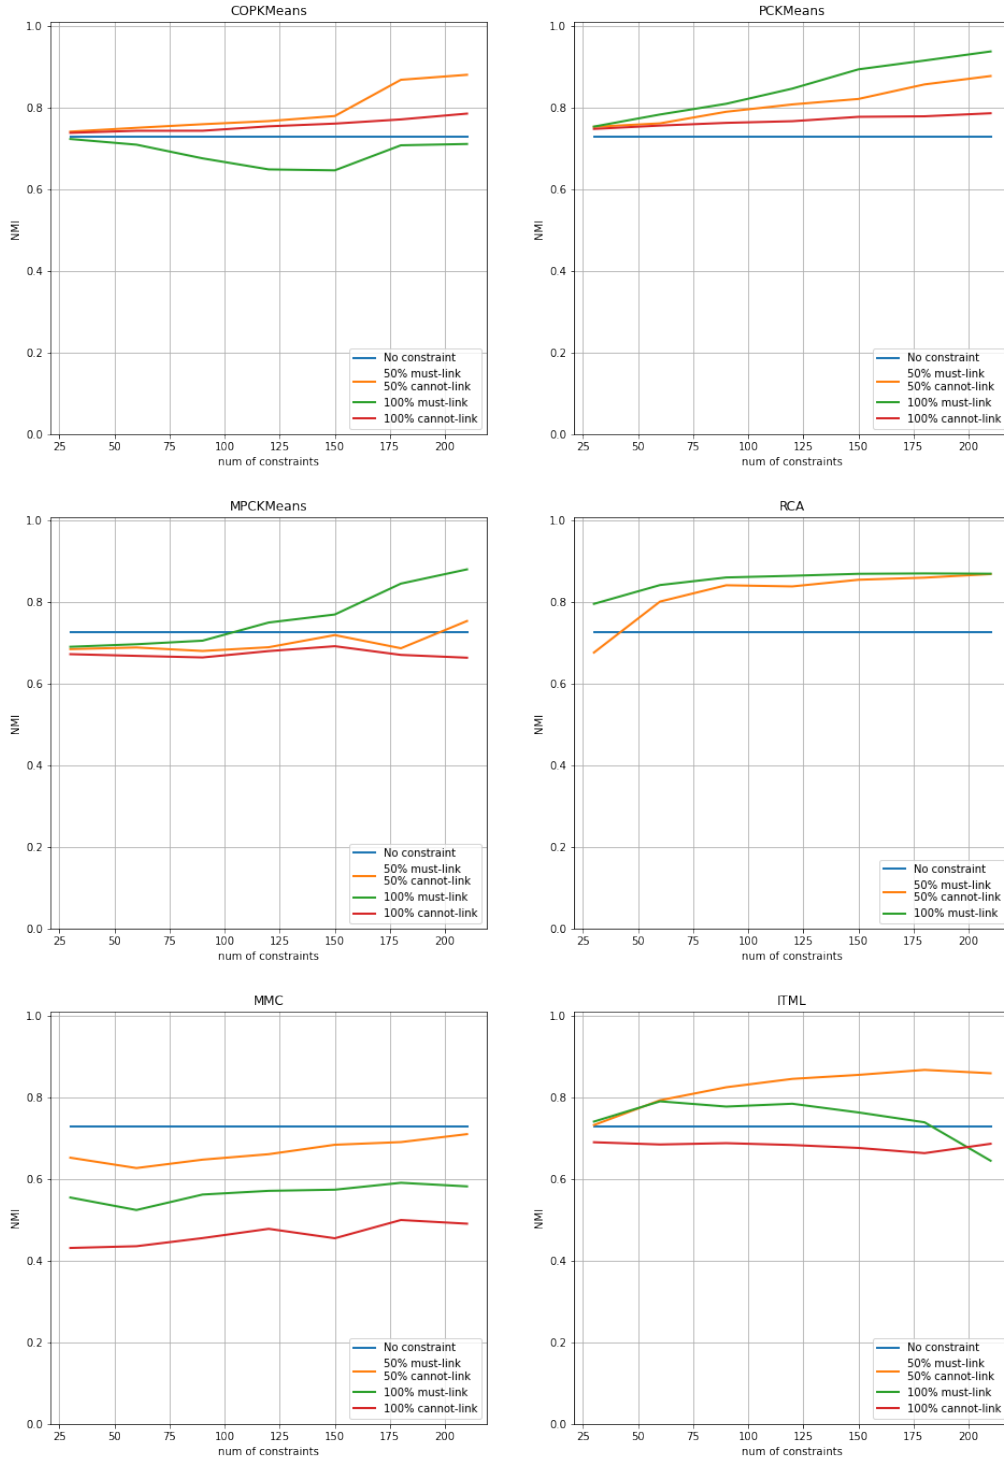 COPKMeans
1.0
0.8
0.6
0.4
0.2
0.0
NMI
No constraint
50% must-link
50% cannot-link
100% must-link
100% cannot-link
25 50 75 100 125 150 175 200
num of constraints
PCKMeans
1.0
0.8
0.6
0.4
0.2
0.0
NMI
No constraint
50% must-link
50% cannot-link
100% must-link
100% cannot-link
25 50 75 100 125 150 175 200
num of constraints
MPCKMeans
1.0
0.8
0.6
0.4
0.2
0.0
NMI
No constraint
50% must-link
50% cannot-link
100% must-link
100% cannot-link
25 50 75 100 125 150 175 200
num of constraints
RCA
1.0
0.8
0.6
0.4
0.2
0.0
NMI
No constraint
50% must-link
50% cannot-link
100% must-link
25 50 75 100 125 150 175 200
num of constraints
MMC
1.0
0.8
0.6
0.4
0.2
0.0
NMI
No constraint
50% must-link
50% cannot-link
100% must-link
100% cannot-link
25 50 75 100 125 150 175 200
num of constraints
ITML
1.0
0.8
0.6
0.4
0.2
0.0
NMI
No constraint
50% must-link
50% cannot-link
100% must-link
100% cannot-link
25 50 75 100 125 150 175 200
num of constraints